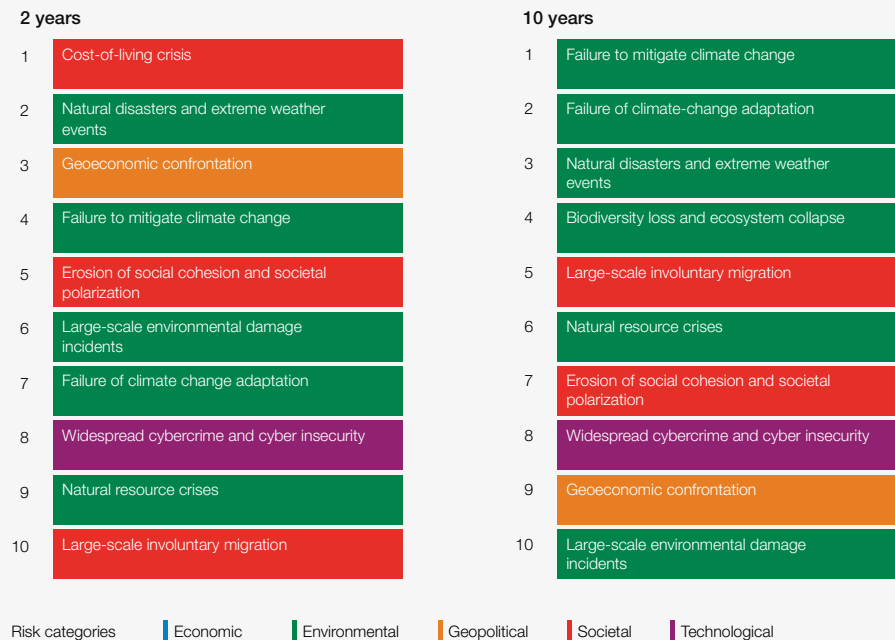 2 years
1
Cost-of-living crisis
2
Natural disasters and extreme weather
events
3
Geoeconomic confrontation
4
Failure to mitigate climate change
5
Erosion of social cohesion and societal
polarization
6
Large-scale environmental damage
incidents
7
Failure of climate change adaptation
8
Widespread cybercrime and cyber insecurity
9
Natural resource crises
10
Large-scale involuntary migration
10 years
1
Failure to mitigate climate change
2
Failure of climate-change adaptation
3
Natural disasters and extreme weather
events
4
Biodiversity loss and ecosystem collapse
5
Large-scale involuntary migration
6
Natural resource crises
7
Erosion of social cohesion and societal
polarization
8
Widespread cybercrime and cyber insecurity
9
Geoeconomic confrontation
10
Large-scale environmental damage
incidents
Risk categories Economic Environmental Geopolitical Societal Technological